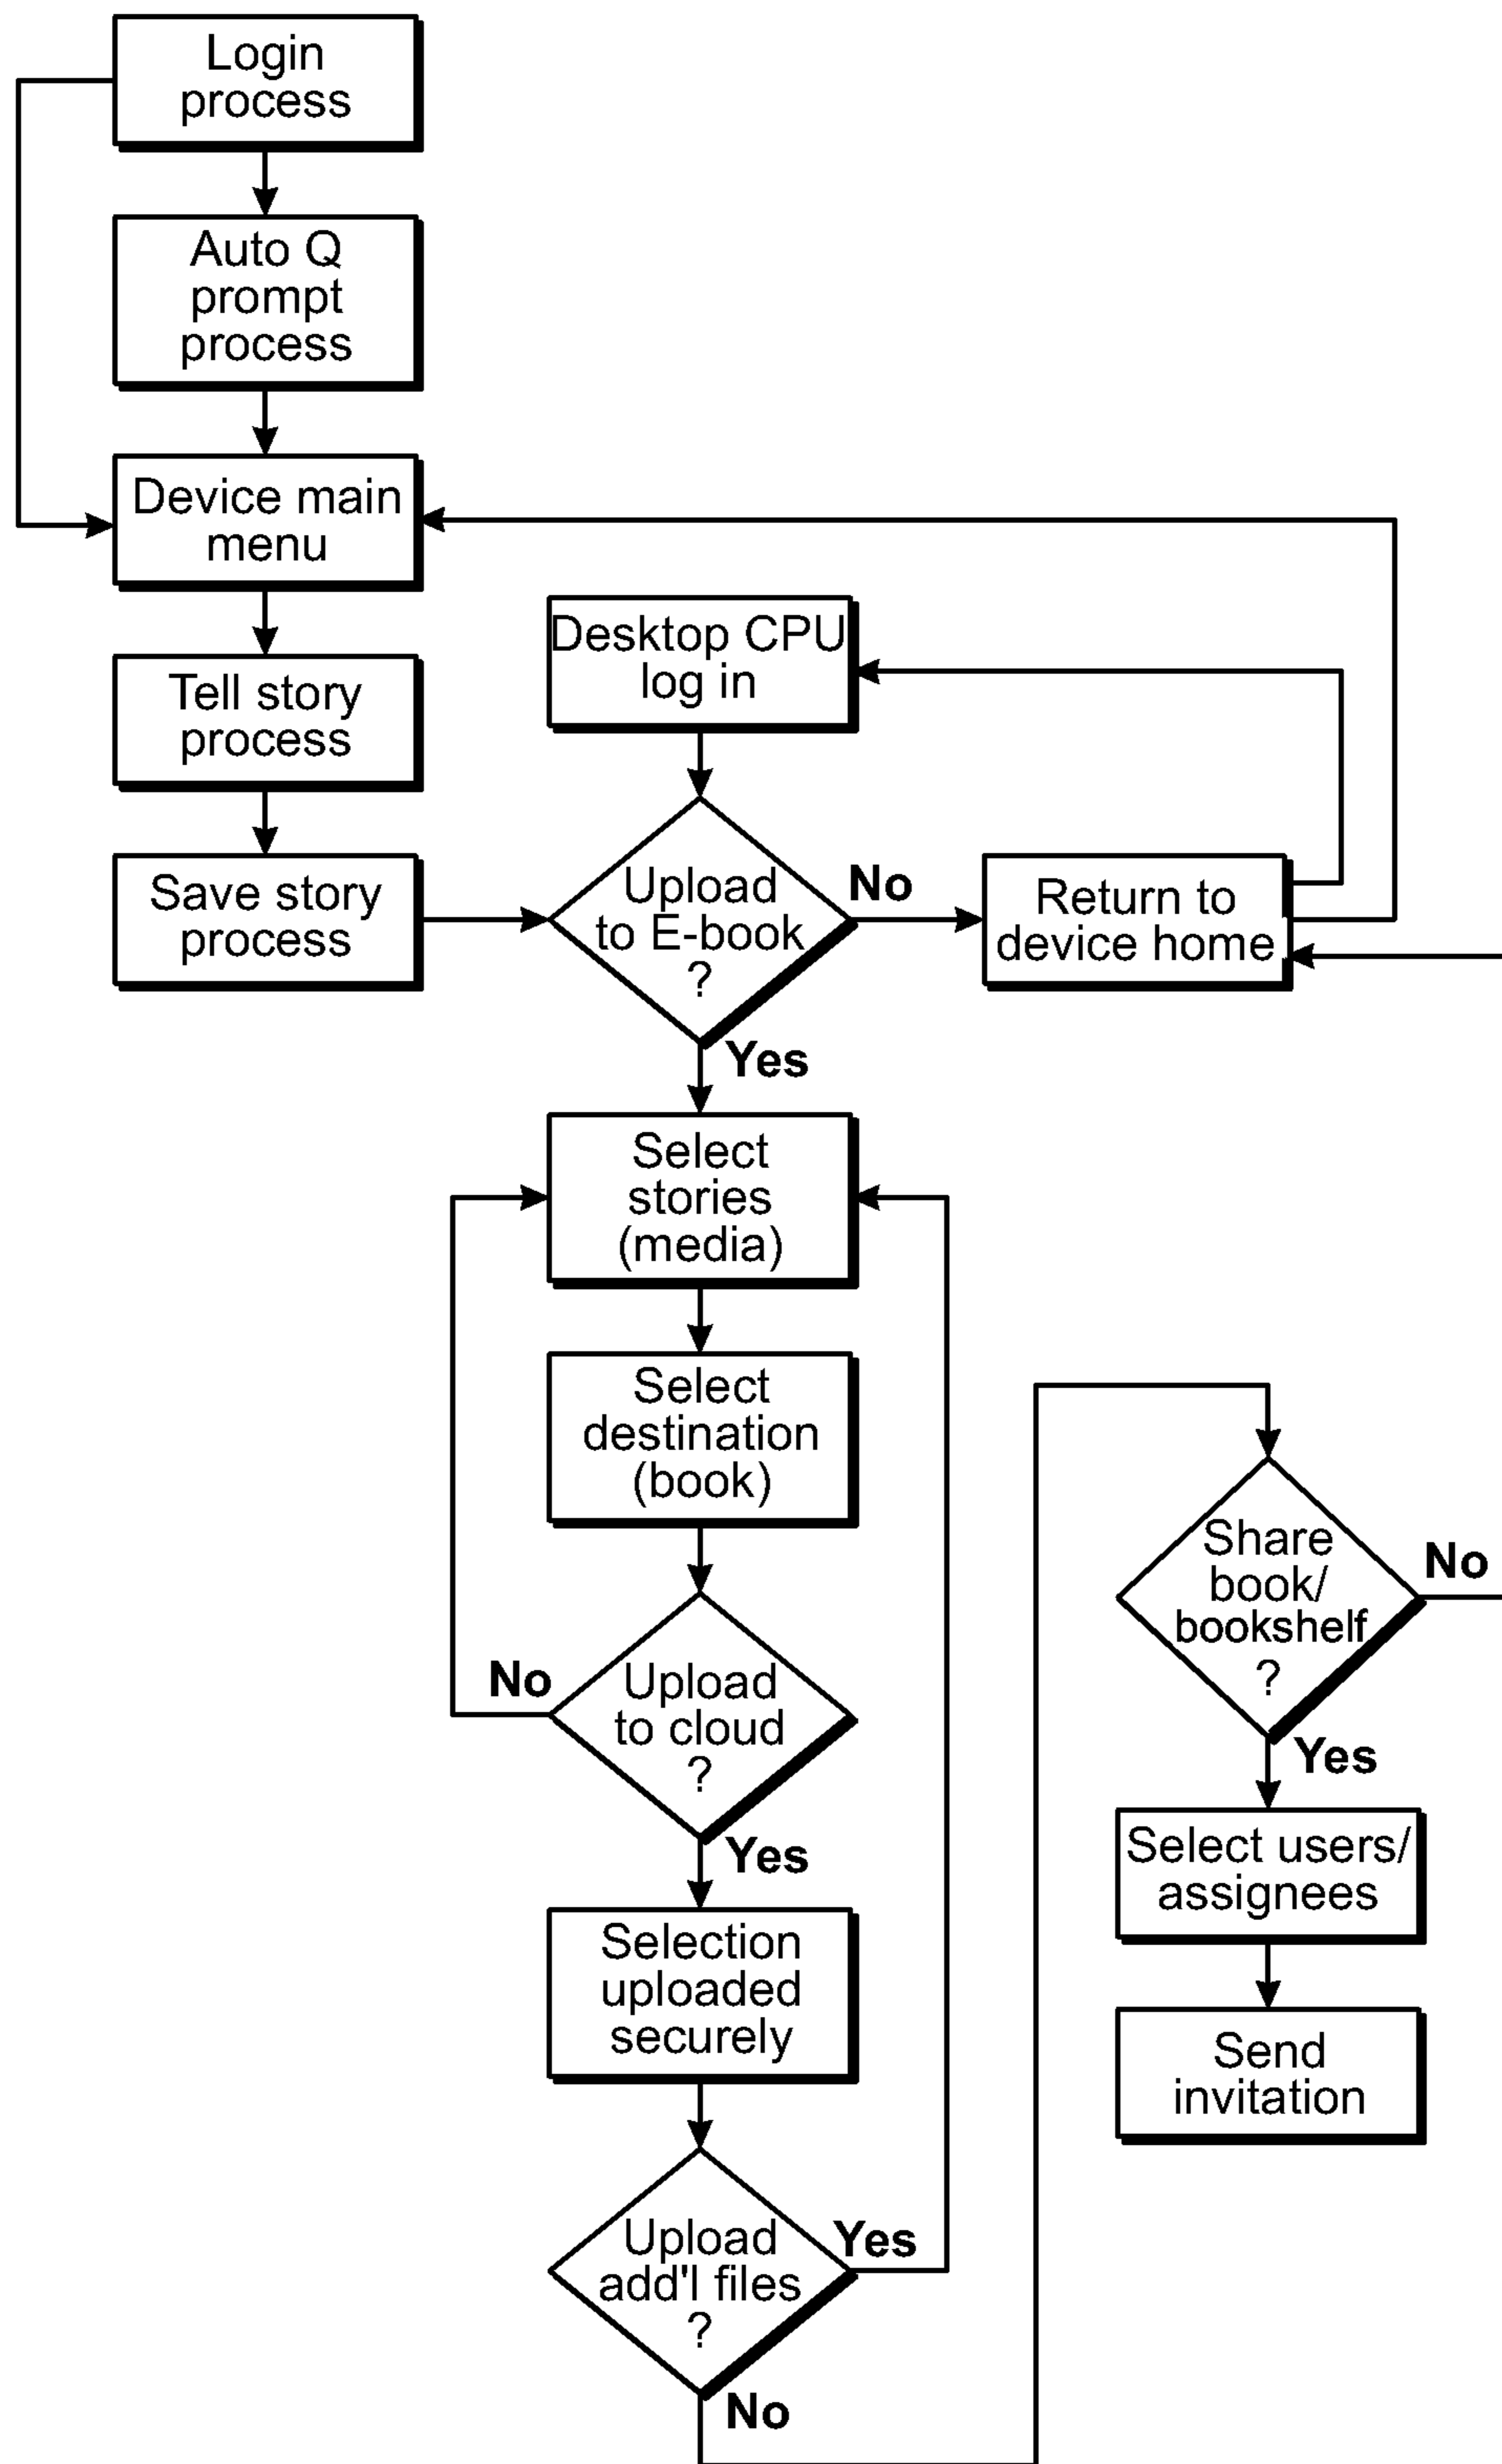 Login
process
Auto Q
prompt
process
Device main
menu
Desktop CPU
log in
Tell story
process
Save story
process
Upload
to E-book
?
No
Return to
device home
Yes
Select
stories
(media)
Select
destination
(book)
Share
book/
bookshelf
?
No
Upload
to cloud
?
No
Yes
Yes
Select users/
assignees
Selection
uploaded
securely
Send
invitation
Upload
add'l files
?
Yes
No